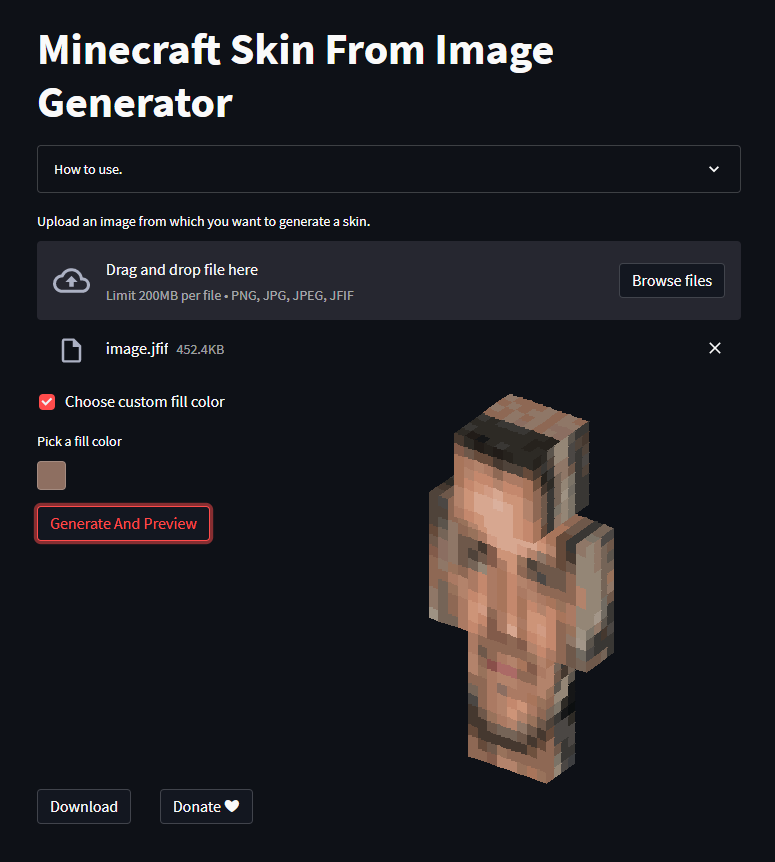 Minecraft Skin From Image
Generator
How to use.
Upload an image from which you want to generate a skin.
Drag and drop file here
Limit 200MB per file • PNG, JPG, JPEG, JFIF
Browse files
image.jfif 452.4KB
Choose custom fill color
Pick a fill color
Generate And Preview
Download
Donate